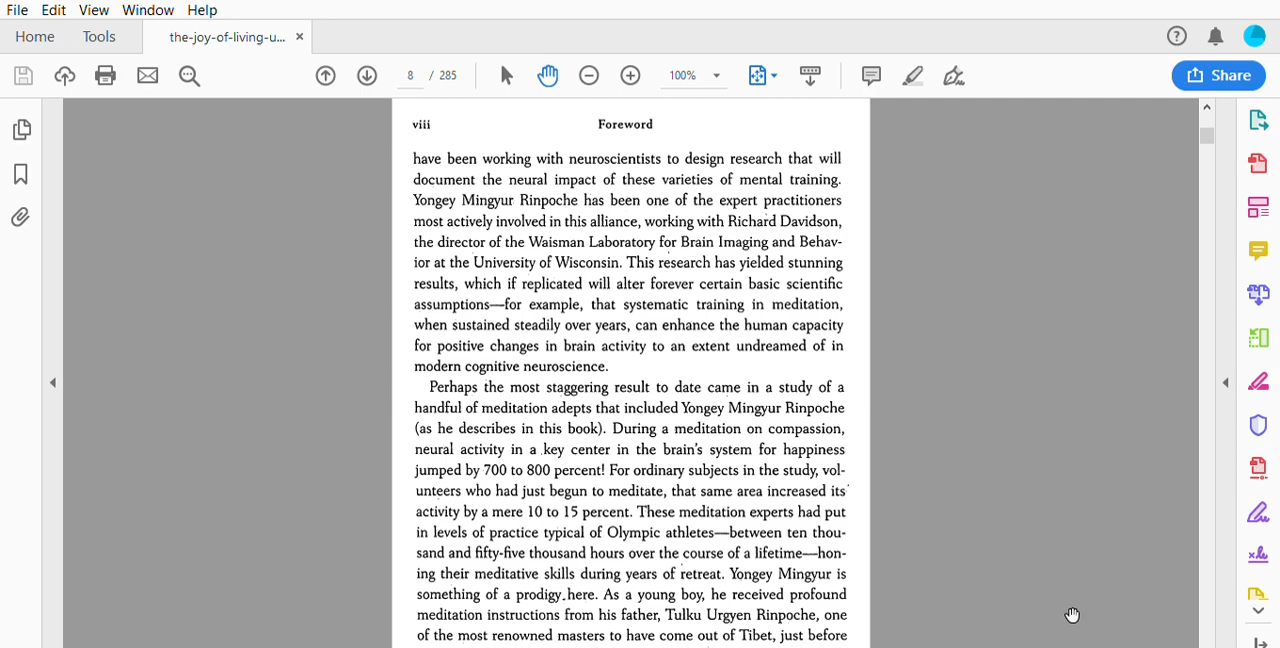 File Edit View Window Help
Home Tools the-joy-of-living-u... ×
8 / 285 100% Share
viii Foreword
have been working with neuroscientists to design research that will
document the neural impact of these varieties of mental training.
Yongey Mingyur Rinpoche has been one of the expert practitioners
most actively involved in this alliance, working with Richard Davidson,
the director of the Waisman Laboratory for Brain Imaging and Behav-
ior at the University of Wisconsin. This research has yielded stunning
results, which if replicated will alter forever certain basic scientific
assumptions—for example, that systematic training in meditation,
when sustained steadily over years, can enhance the human capacity
for positive changes in brain activity to an extent undreamed of in
modern cognitive neuroscience.
Perhaps the most staggering result to date came in a study of a
handful of meditation adepts that included Yongey Mingyur Rinpoche
(as he describes in this book). During a meditation on compassion,
neural activity in a key center in the brain's system for happiness
jumped by 700 to 800 percent! For ordinary subjects in the study, vol-
unteers who had just begun to meditate, that same area increased its
activity by a mere 10 to 15 percent. These meditation experts had put
in levels of practice typical of Olympic athletes—between ten thou-
sand and fifty-five thousand hours over the course of a lifetime—hon-
ing their meditative skills during years of retreat. Yongey Mingyur is
something of a prodigy here. As a young boy, he received profound
meditation instructions from his father, Tulku Urgyen Rinpoche, one
of the most renowned masters to have come out of Tibet, just before